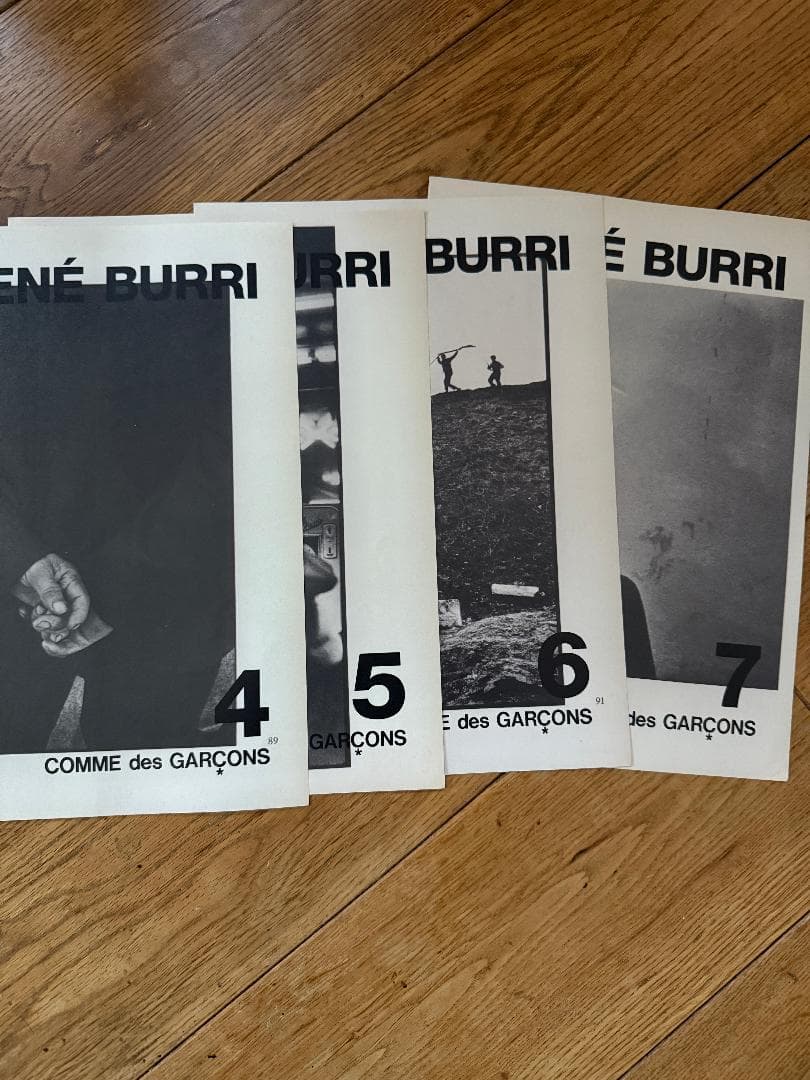 ENÉ BURRI
4
89
COMME des GARÇONS
*
URRI
5
GARÇONS
*
BURRI
6
91
E des GARÇONS
*
É BURRI
7
des GARÇONS
*